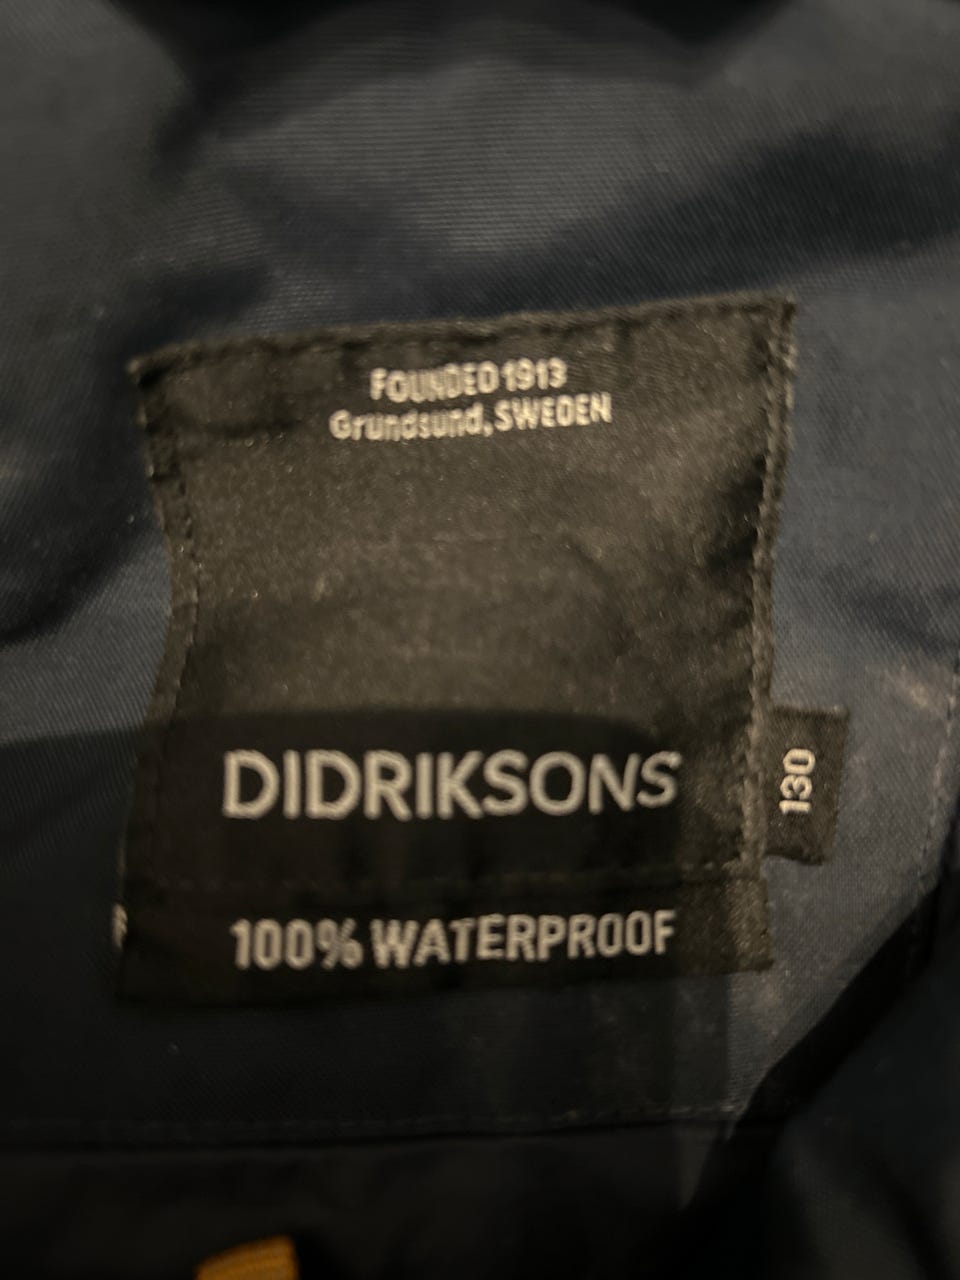 FOUNDED 1913
Grundsund, SWEDEN
DIDRIKSONS
130
100% WATERPROOF